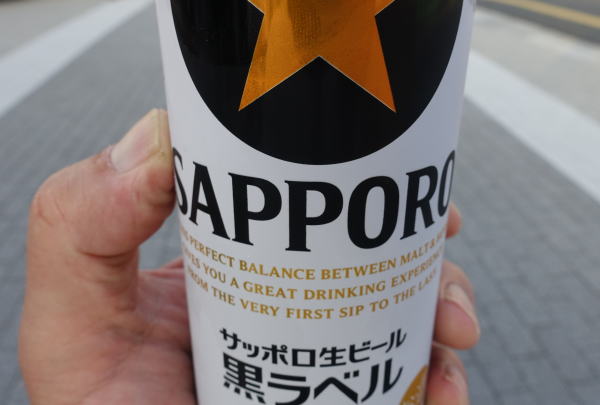 SAPPORO
PERFECT BALANCE BETWEEN MALT &
YOU A GREAT DRINKING
FROM THE VERY FIRST SIP TO THE LAST
サッポロ生ビール
黒ラベル